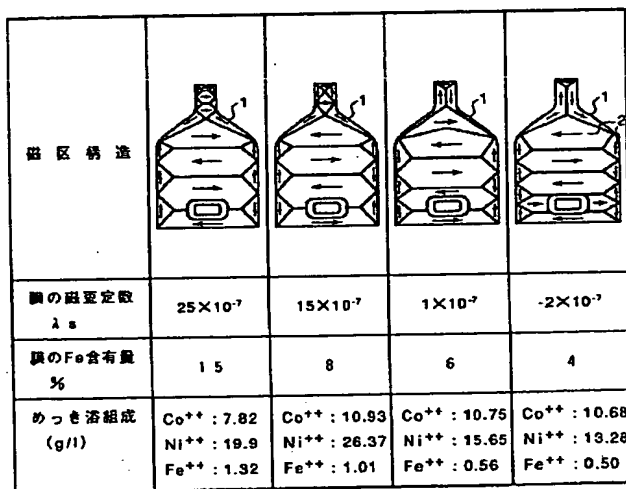 磁区構造
1
1
1
1
2
膜の磁歪定数 λs
25×10⁻⁷
15×10⁻⁷
1×10⁻⁷
-2×10⁻⁷
膜のFe含有量 %
15
8
6
4
めっき浴組成 (g/l)
Co⁺⁺ : 7.82
Ni⁺⁺ : 19.9
Fe⁺⁺ : 1.32
Co⁺⁺ : 10.93
Ni⁺⁺ : 26.37
Fe⁺⁺ : 1.01
Co⁺⁺ : 10.75
Ni⁺⁺ : 15.65
Fe⁺⁺ : 0.56
Co⁺⁺ : 10.68
Ni⁺⁺ : 13.28
Fe⁺⁺ : 0.50